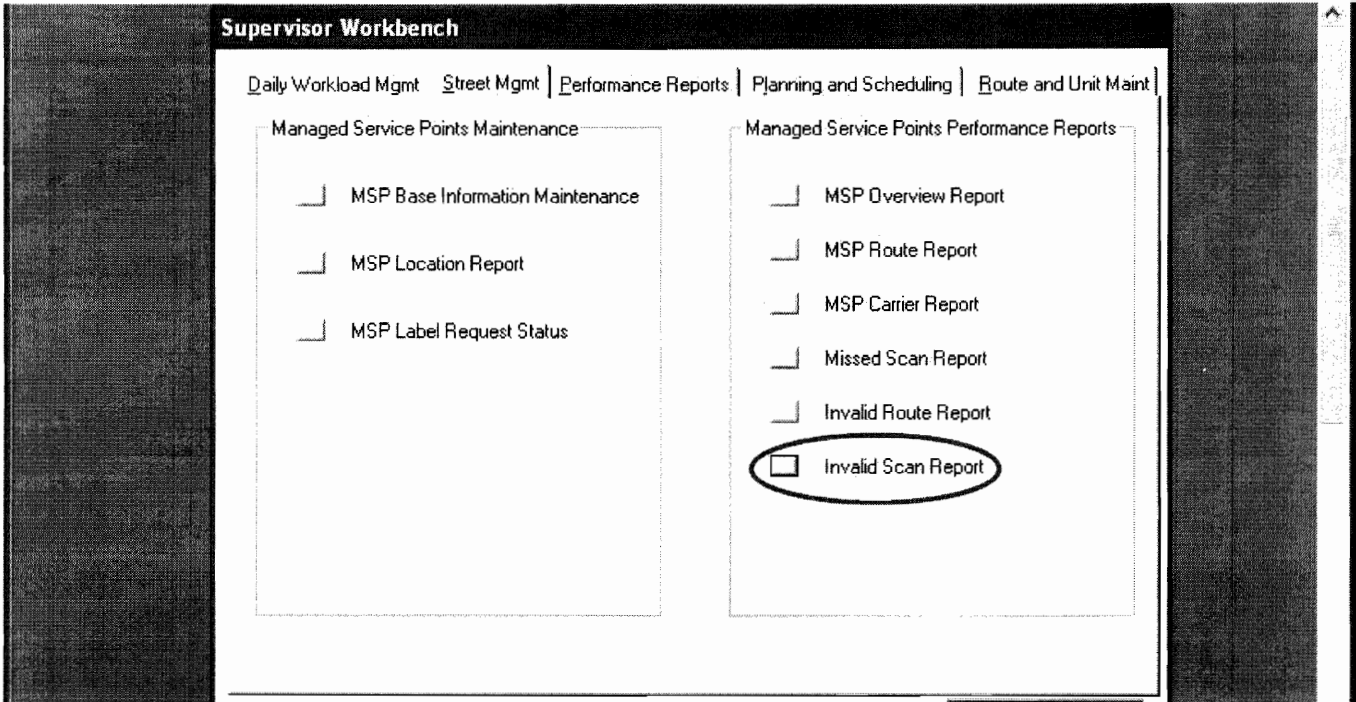 Supervisor Workbench
Daily Workload Mgmt Street Mgmt Performance Reports Planning and Scheduling Route and Unit Maint
Managed Service Points Maintenance
MSP Base Information Maintenance
MSP Location Report
MSP Label Request Status
Managed Service Points Performance Reports
MSP Overview Report
MSP Route Report
MSP Carrier Report
Missed Scan Report
Invalid Route Report
Invalid Scan Report